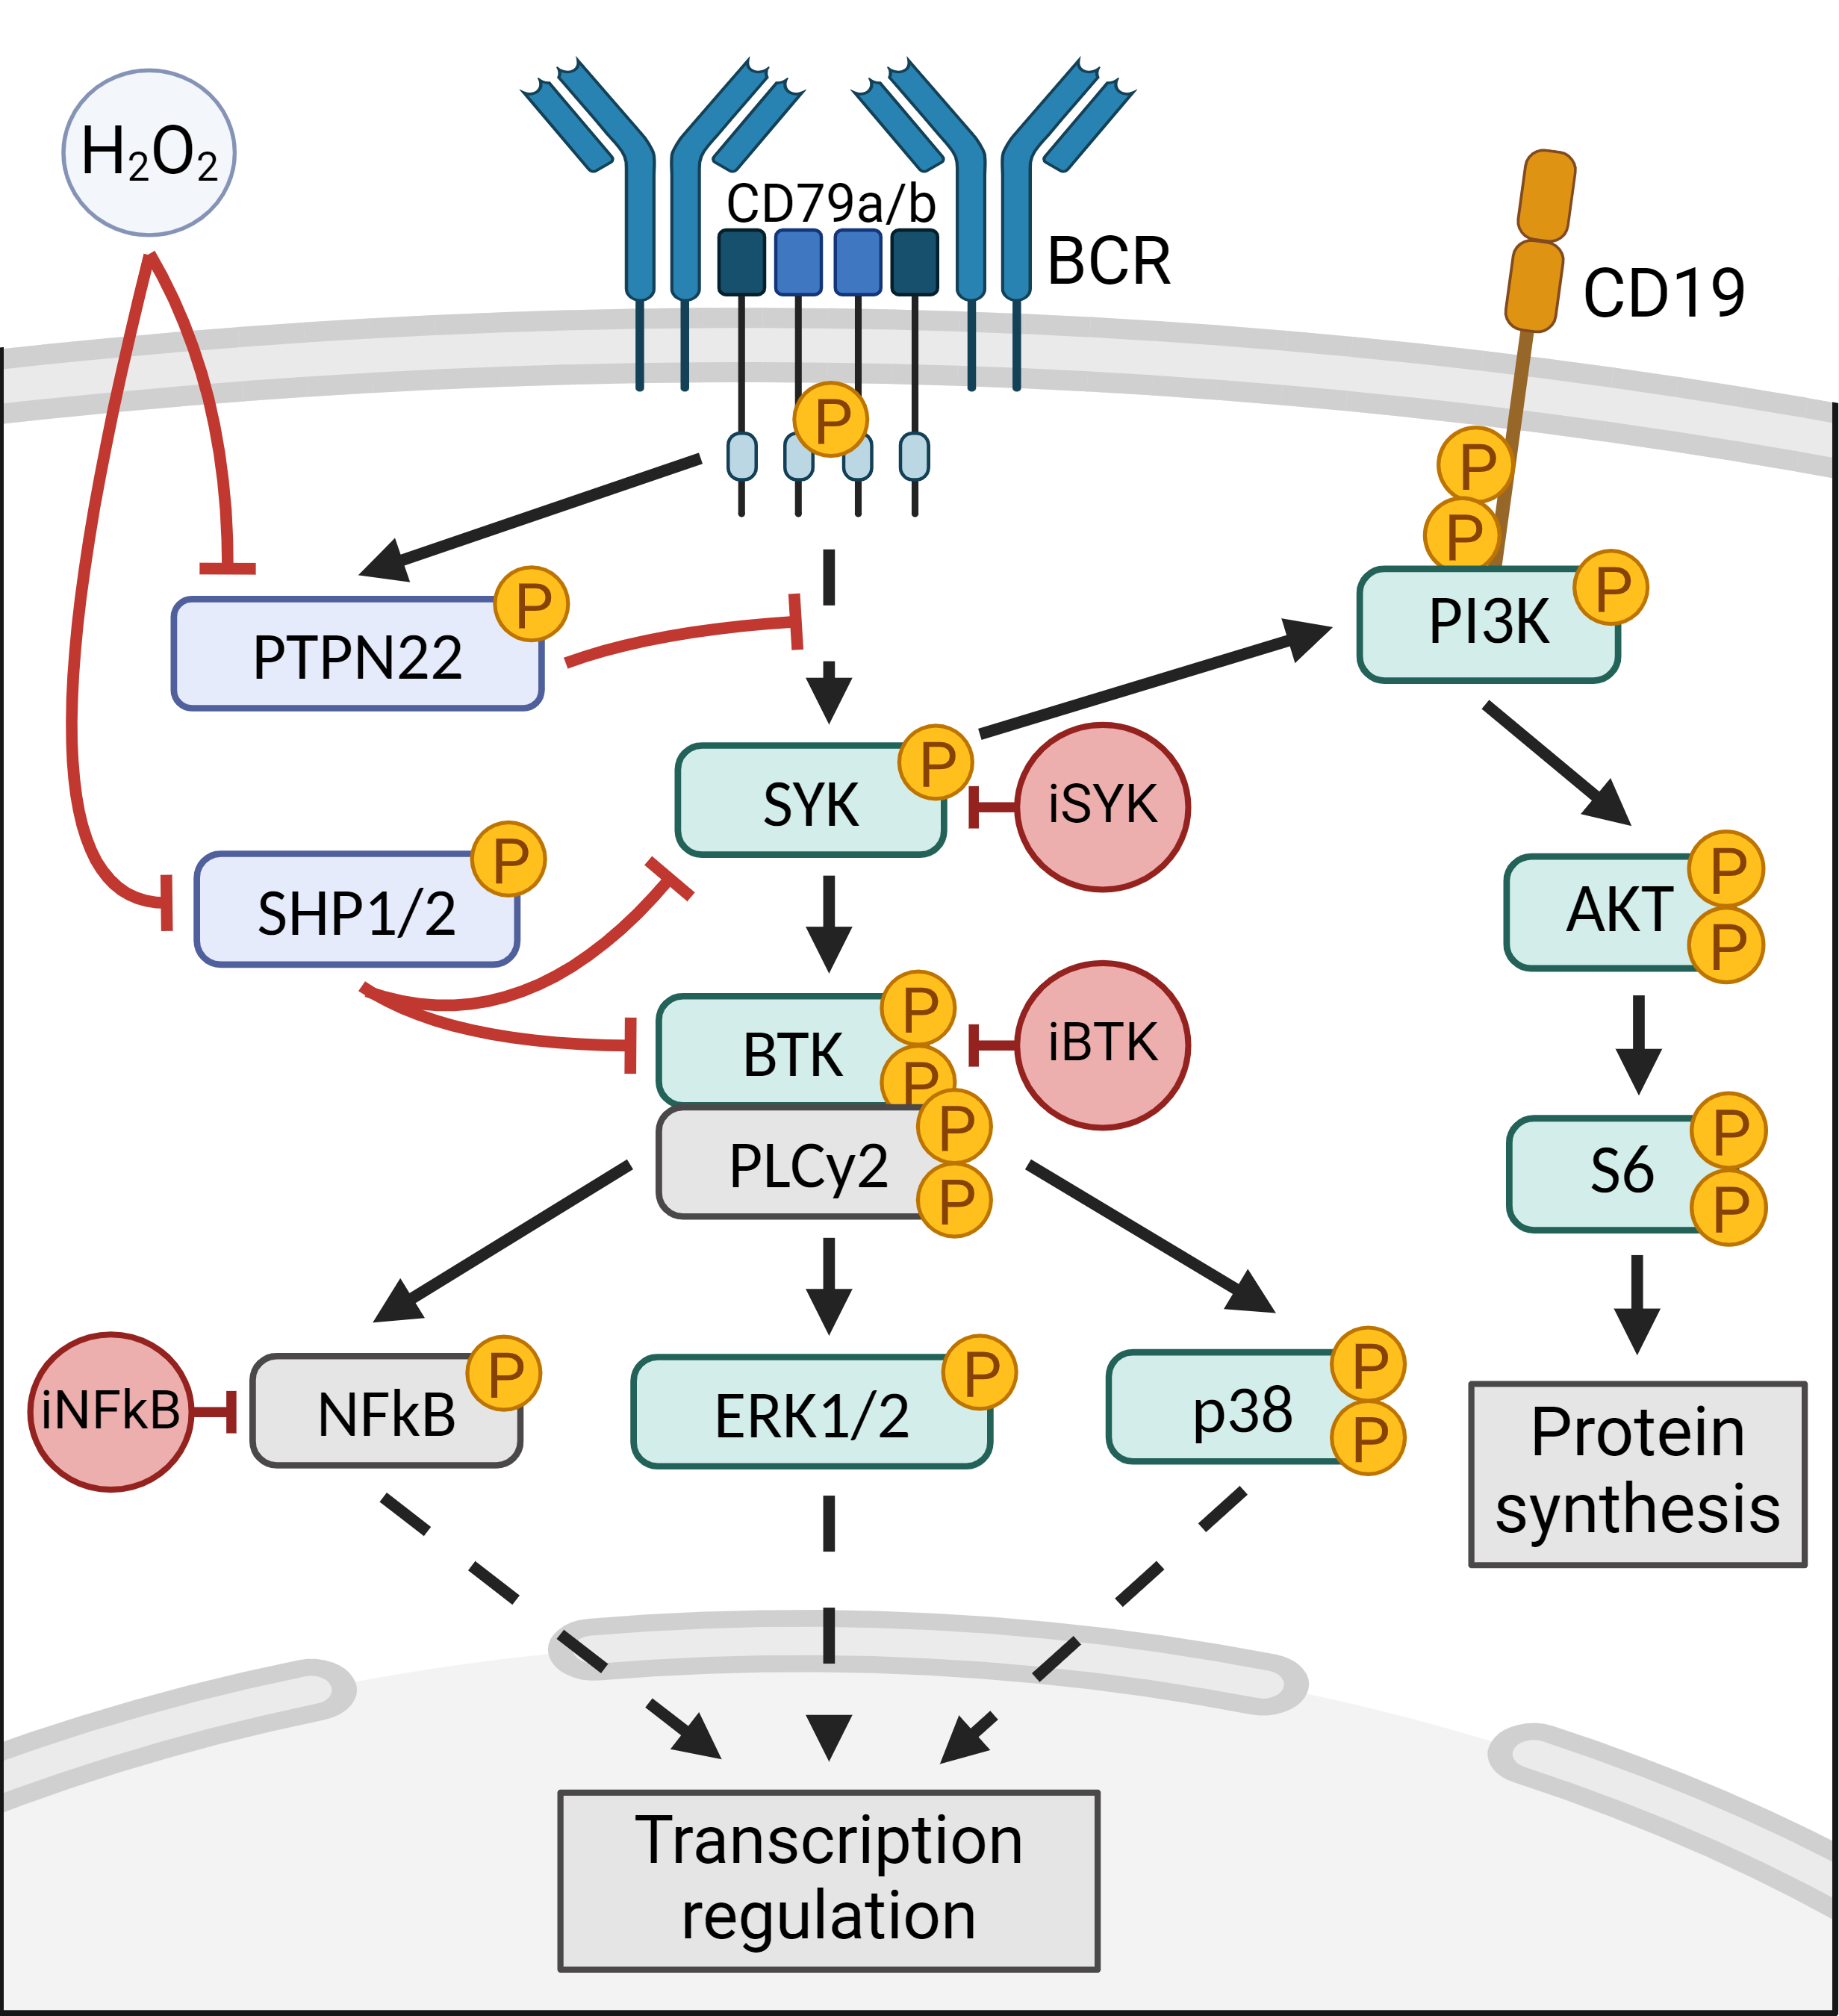 H₂O₂
CD79a/b
BCR
CD19
P
P
P
PTPN22
P
PI3K
P
SYK
P
iSYK
SHP1/2
P
AKT
P
P
BTK
P
P
iBTK
PLCy2
P
P
S6
P
P
iNFkB
NFkB
P
ERK1/2
P
p38
P
P
Protein
synthesis
Transcription
regulation